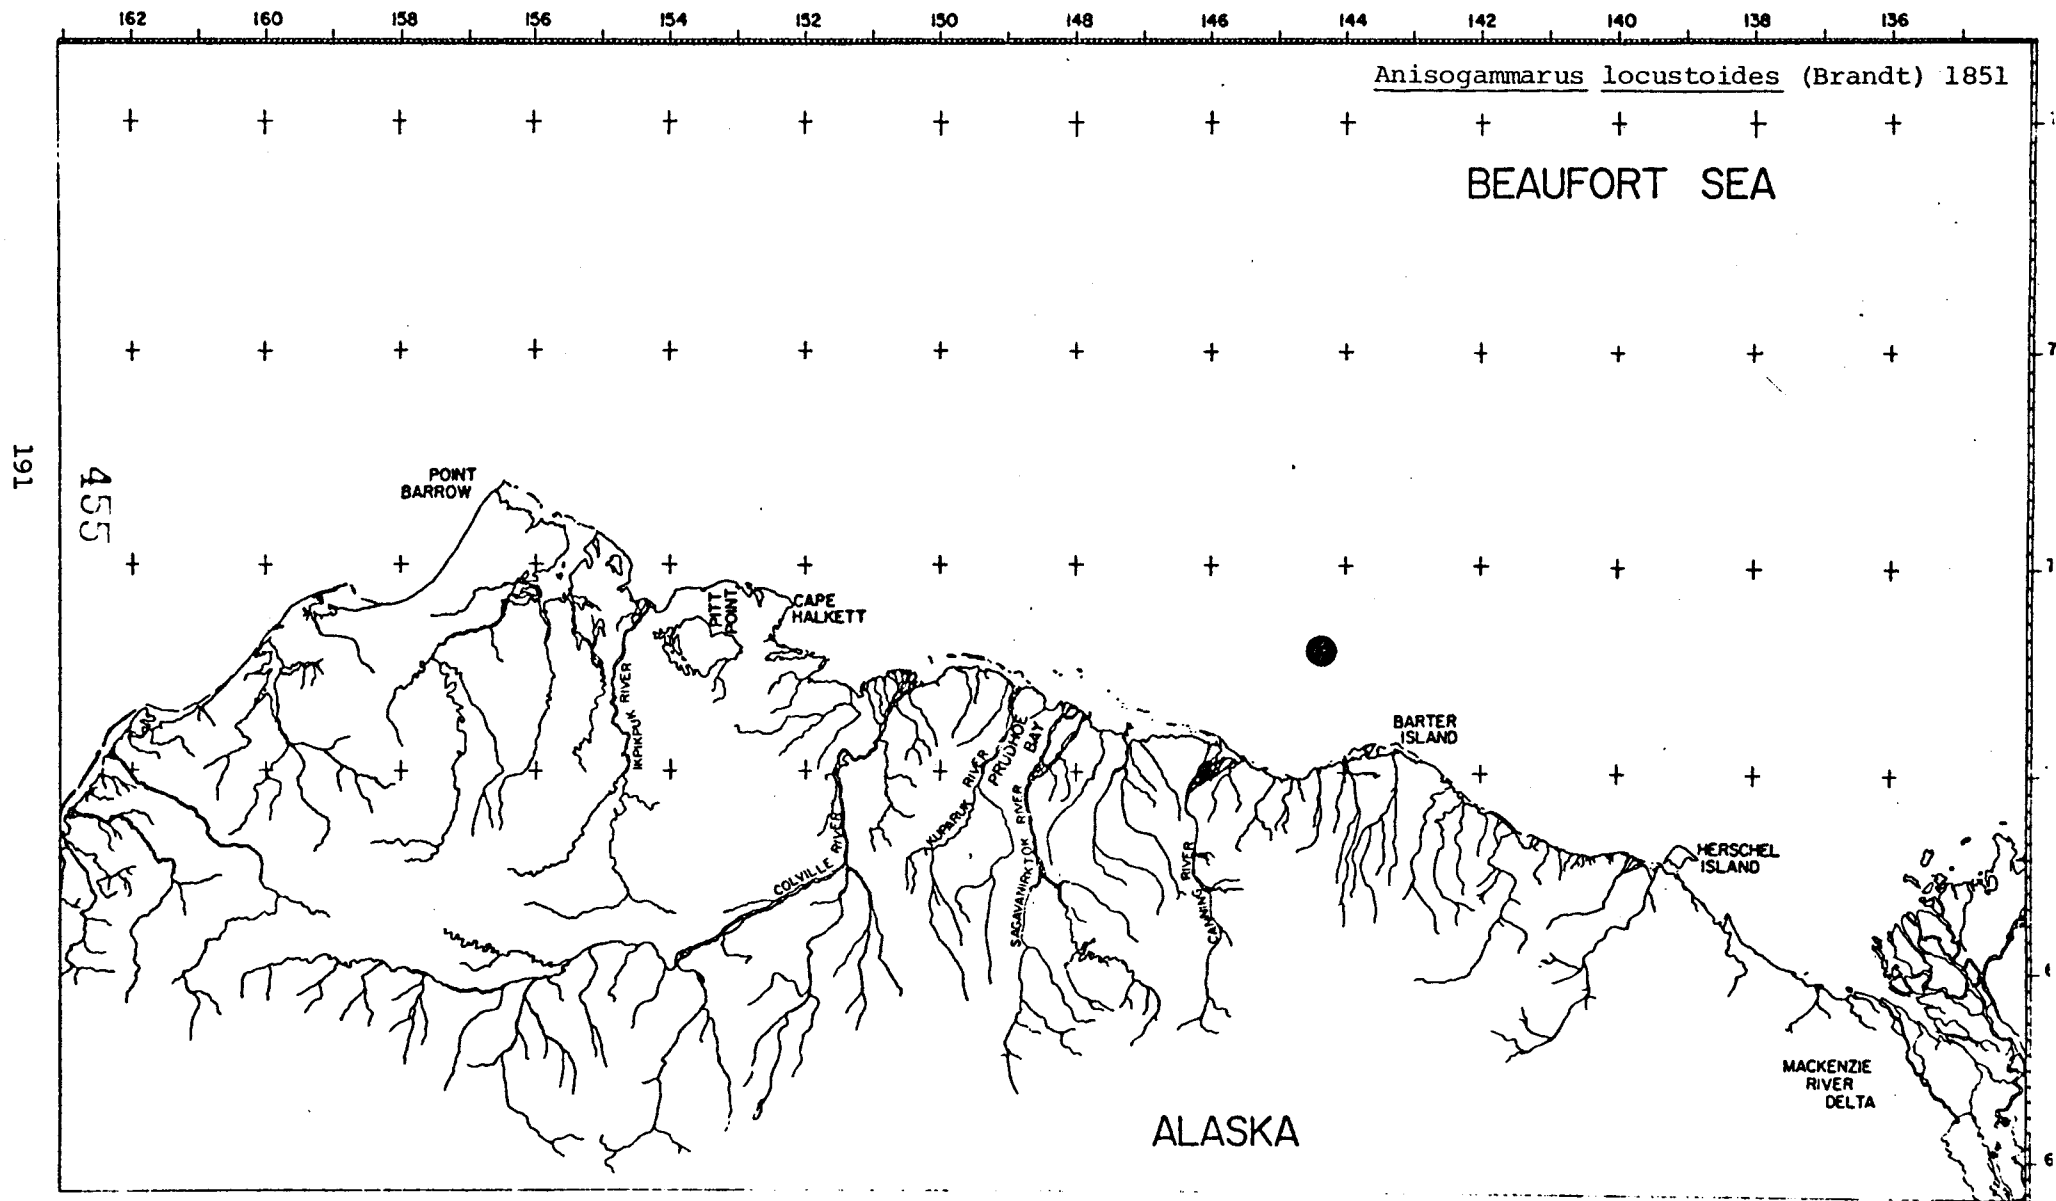 162 160 158 156 154 152 150 148 146 144 142 140 138 136
Anisogammarus locustoides (Brandt) 1851
BEAUFORT SEA
191
455
POINT
BARROW
PITT
POINT
CAPE
HALKETT
IKPIKPUK RIVER
BARTER
ISLAND
PRUDHOE
BAY
KUPARUK RIVER
COLVILLE RIVER
SAGAVANIRKTOK RIVER
CANNING RIVER
HERSCHEL
ISLAND
MACKENZIE
RIVER
DELTA
ALASKA